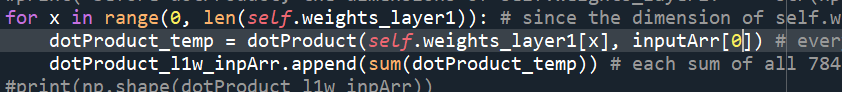 for x in range(0, len(self.weights_layer1)): # since the dimension of self.w
dotProduct_temp = dotProduct(self.weights_layer1[x], inputArr[0]) # ever
dotProduct_l1w_inpArr.append(sum(dotProduct_temp)) # each sum of all 784
#print(np.shape(dotProduct_l1w_inpArr))